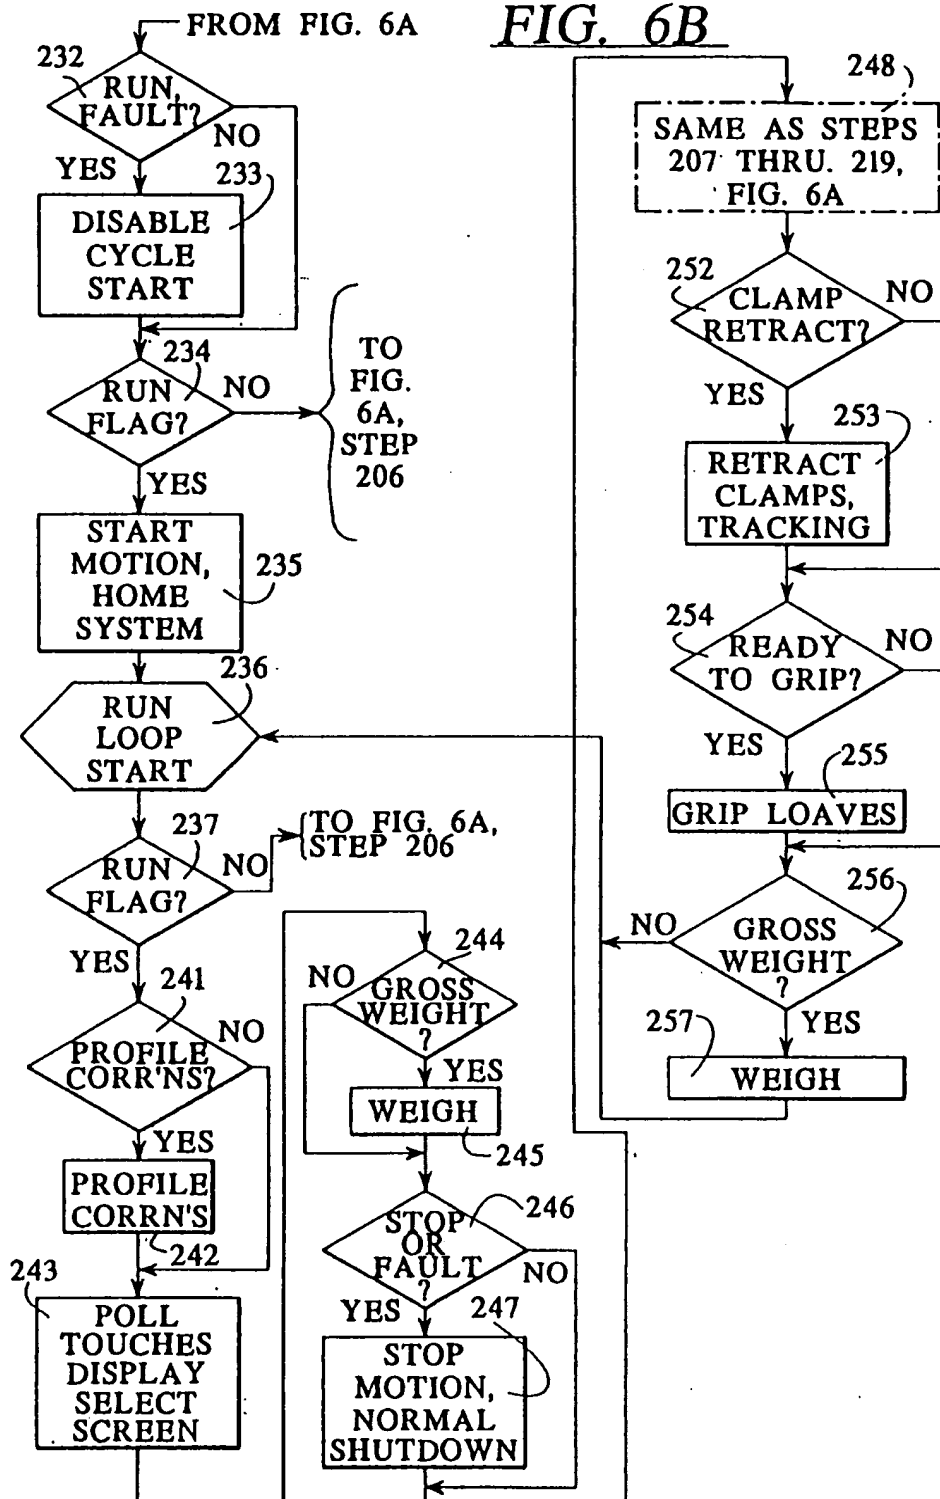 FROM FIG. 6A
FIG. 6B
232
RUN,
FAULT?
NO
YES
233
DISABLE
CYCLE
START
234
RUN
FLAG?
NO
TO
FIG.
6A,
STEP
206
YES
START
MOTION,
HOME
SYSTEM
235
236
RUN
LOOP
START
237
RUN
FLAG?
NO
TO FIG. 6A,
STEP 206
YES
241
PROFILE
CORR'NS?
NO
YES
PROFILE
CORRN'S
242
243
POLL
TOUCHES
DISPLAY
SELECT
SCREEN
244
NO
GROSS
WEIGHT
?
YES
WEIGH
245
246
STOP
OR
FAULT
?
NO
YES
247
STOP
MOTION,
NORMAL
SHUTDOWN
248
SAME AS STEPS
207 THRU. 219,
FIG. 6A
252
CLAMP
RETRACT?
NO
YES
253
RETRACT
CLAMPS,
TRACKING
254
READY
TO GRIP?
NO
YES
255
GRIP LOAVES
256
GROSS
WEIGHT
?
NO
YES
257
WEIGH